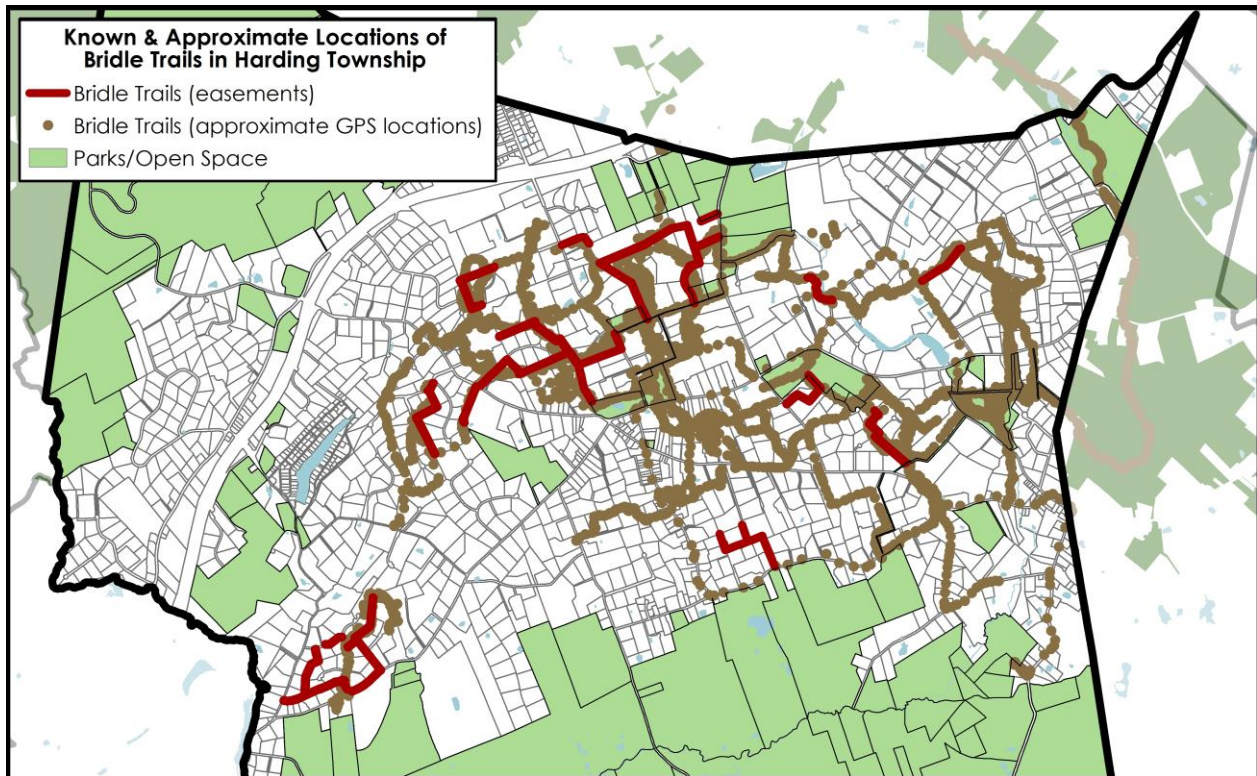 Known & Approximate Locations of
Bridle Trails in Harding Township
Bridle Trails (easements)
Bridle Trails (approximate GPS locations)
Parks/Open Space